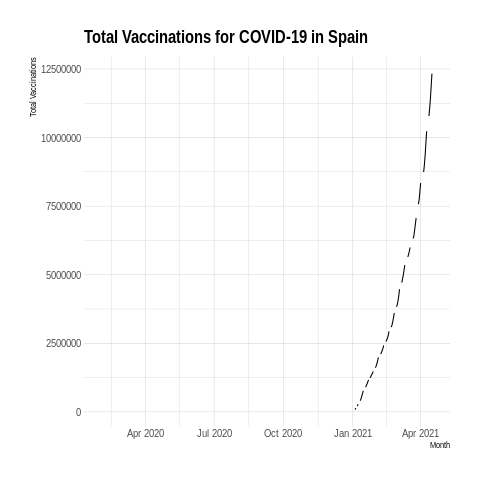 Total Vaccinations for COVID-19 in Spain
Total Vaccinations
12500000
10000000
7500000
5000000
2500000
0
Apr 2020 Jul 2020 Oct 2020 Jan 2021 Apr 2021
Month